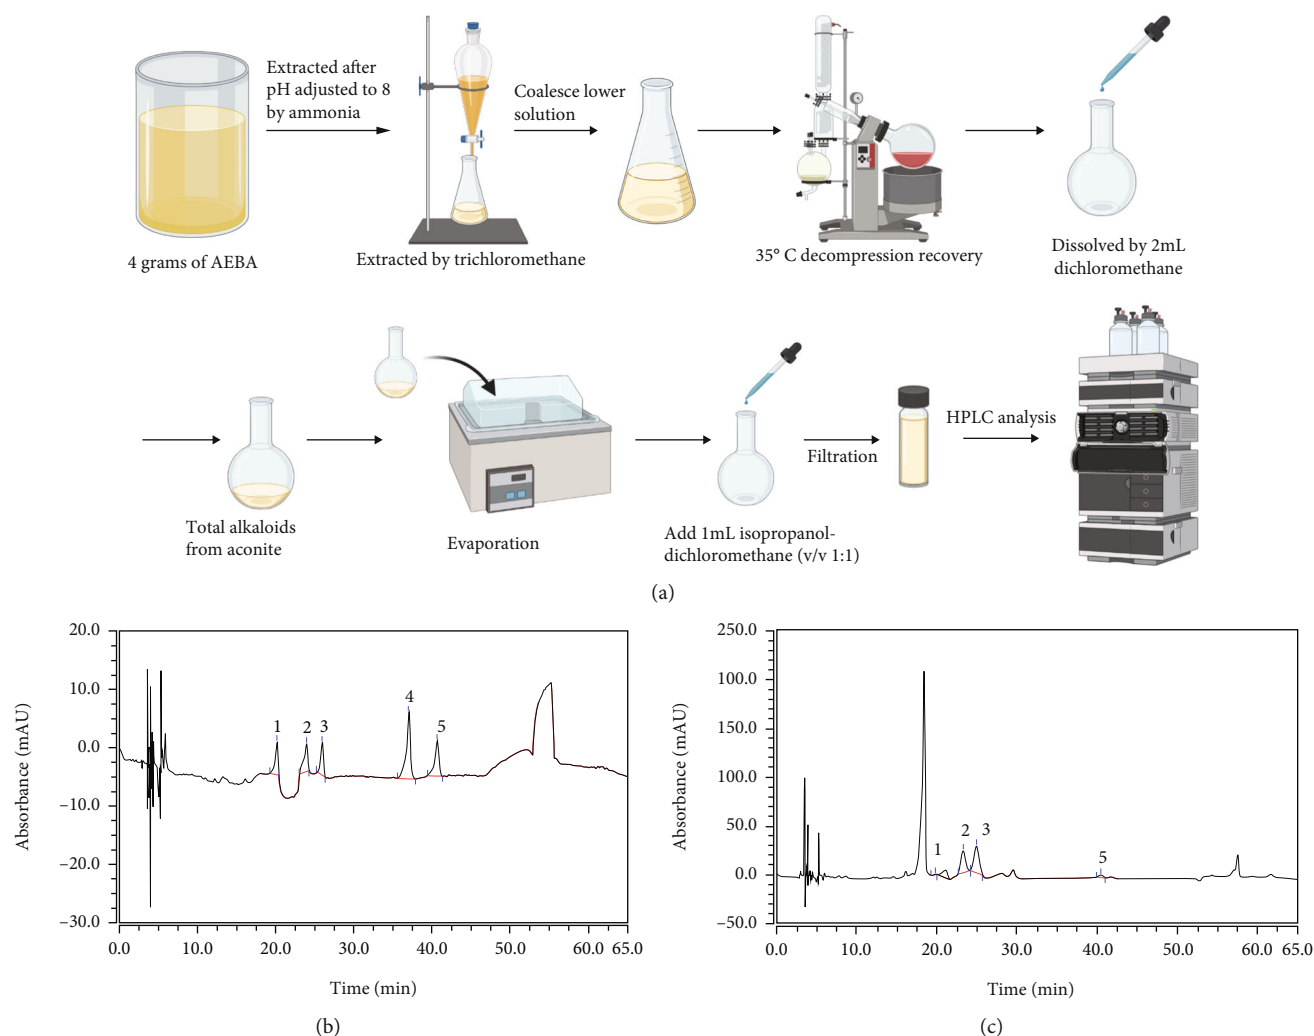 Extracted after
pH adjusted to 8
by ammonia
Coalesce lower
solution
4 grams of AEBA
Extracted by trichloromethane
35° C decompression recovery
Dissolved by 2mL
dichloromethane
Total alkaloids
from aconite
Evaporation
Add 1mL isopropanol-
dichloromethane (v/v 1:1)
Filtration
HPLC analysis
(a)
20.0
10.0
0.0
−10.0
−20.0
−30.0
Absorbance (mAU)
1
2
3
4
5
0.0
10.0
20.0
30.0
40.0
50.0
60.0
65.0
Time (min)
(b)
250.0
100.0
150.0
100.0
50.0
0.00
−50.0
Absorbance (mAU)
1
2
3
5
0.0
10.0
20.0
30.0
40.0
50.0
60.0
65.0
Time (min)
(c)